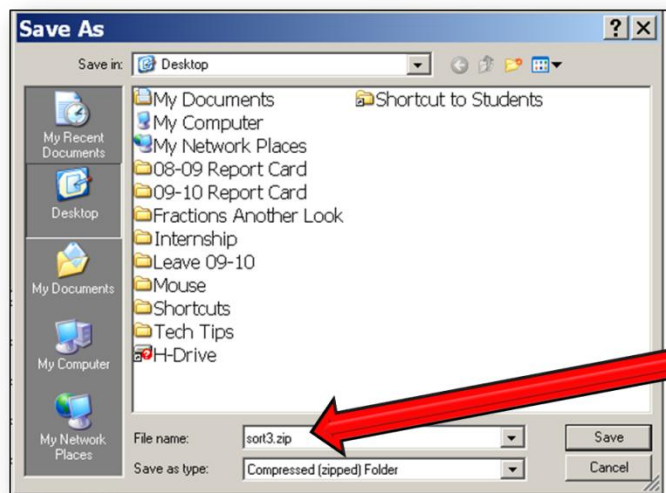 Save As
Save in:
Desktop
My Recent
Documents
Desktop
My Documents
My Computer
My Network
Places
My Documents
My Computer
My Network Places
08-09 Report Card
09-10 Report Card
Fractions Another Look
Internship
Leave 09-10
Mouse
Shortcuts
Tech Tips
H-Drive
Shortcut to Students
File name:
sort3.zip
Save
Save as type:
Compressed (zipped) Folder
Cancel